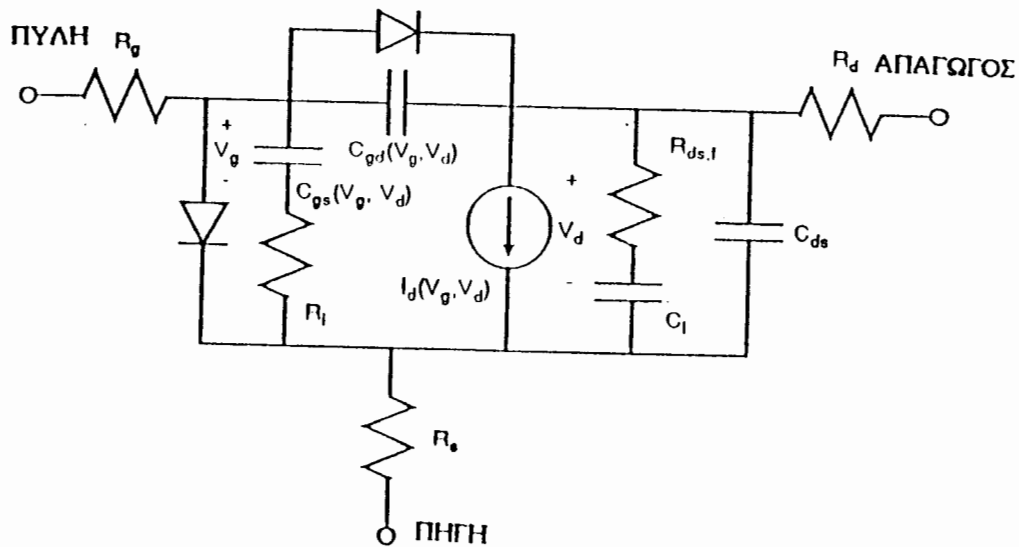 ΠΥΛΗ R_g
R_d ΑΠΑΓΩΓΟΣ
+
V_g
-
C_gd(V_g, V_d)
C_gs(V_g, V_d)
R_i
+
V_d
-
I_d(V_g, V_d)
R_ds,f
C_ds
C_i
R_s
ΠΗΓΗ